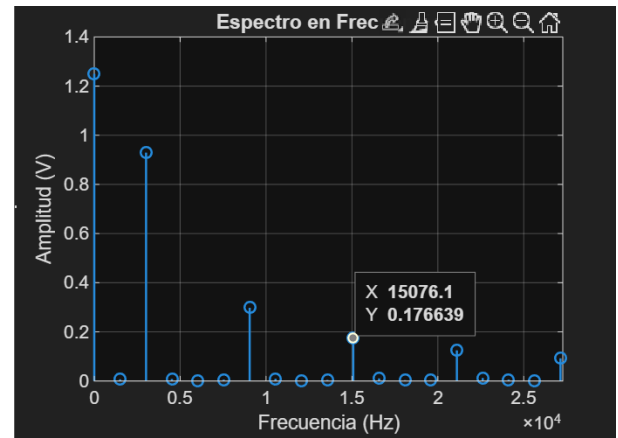 Espectro en Frec
1.4
1.2
1
0.8
0.6
0.4
0.2
0
Amplitud (V)
X 15076.1
Y 0.176639
0 0.5 1 1.5 2 2.5
Frecuencia (Hz) ×10⁴